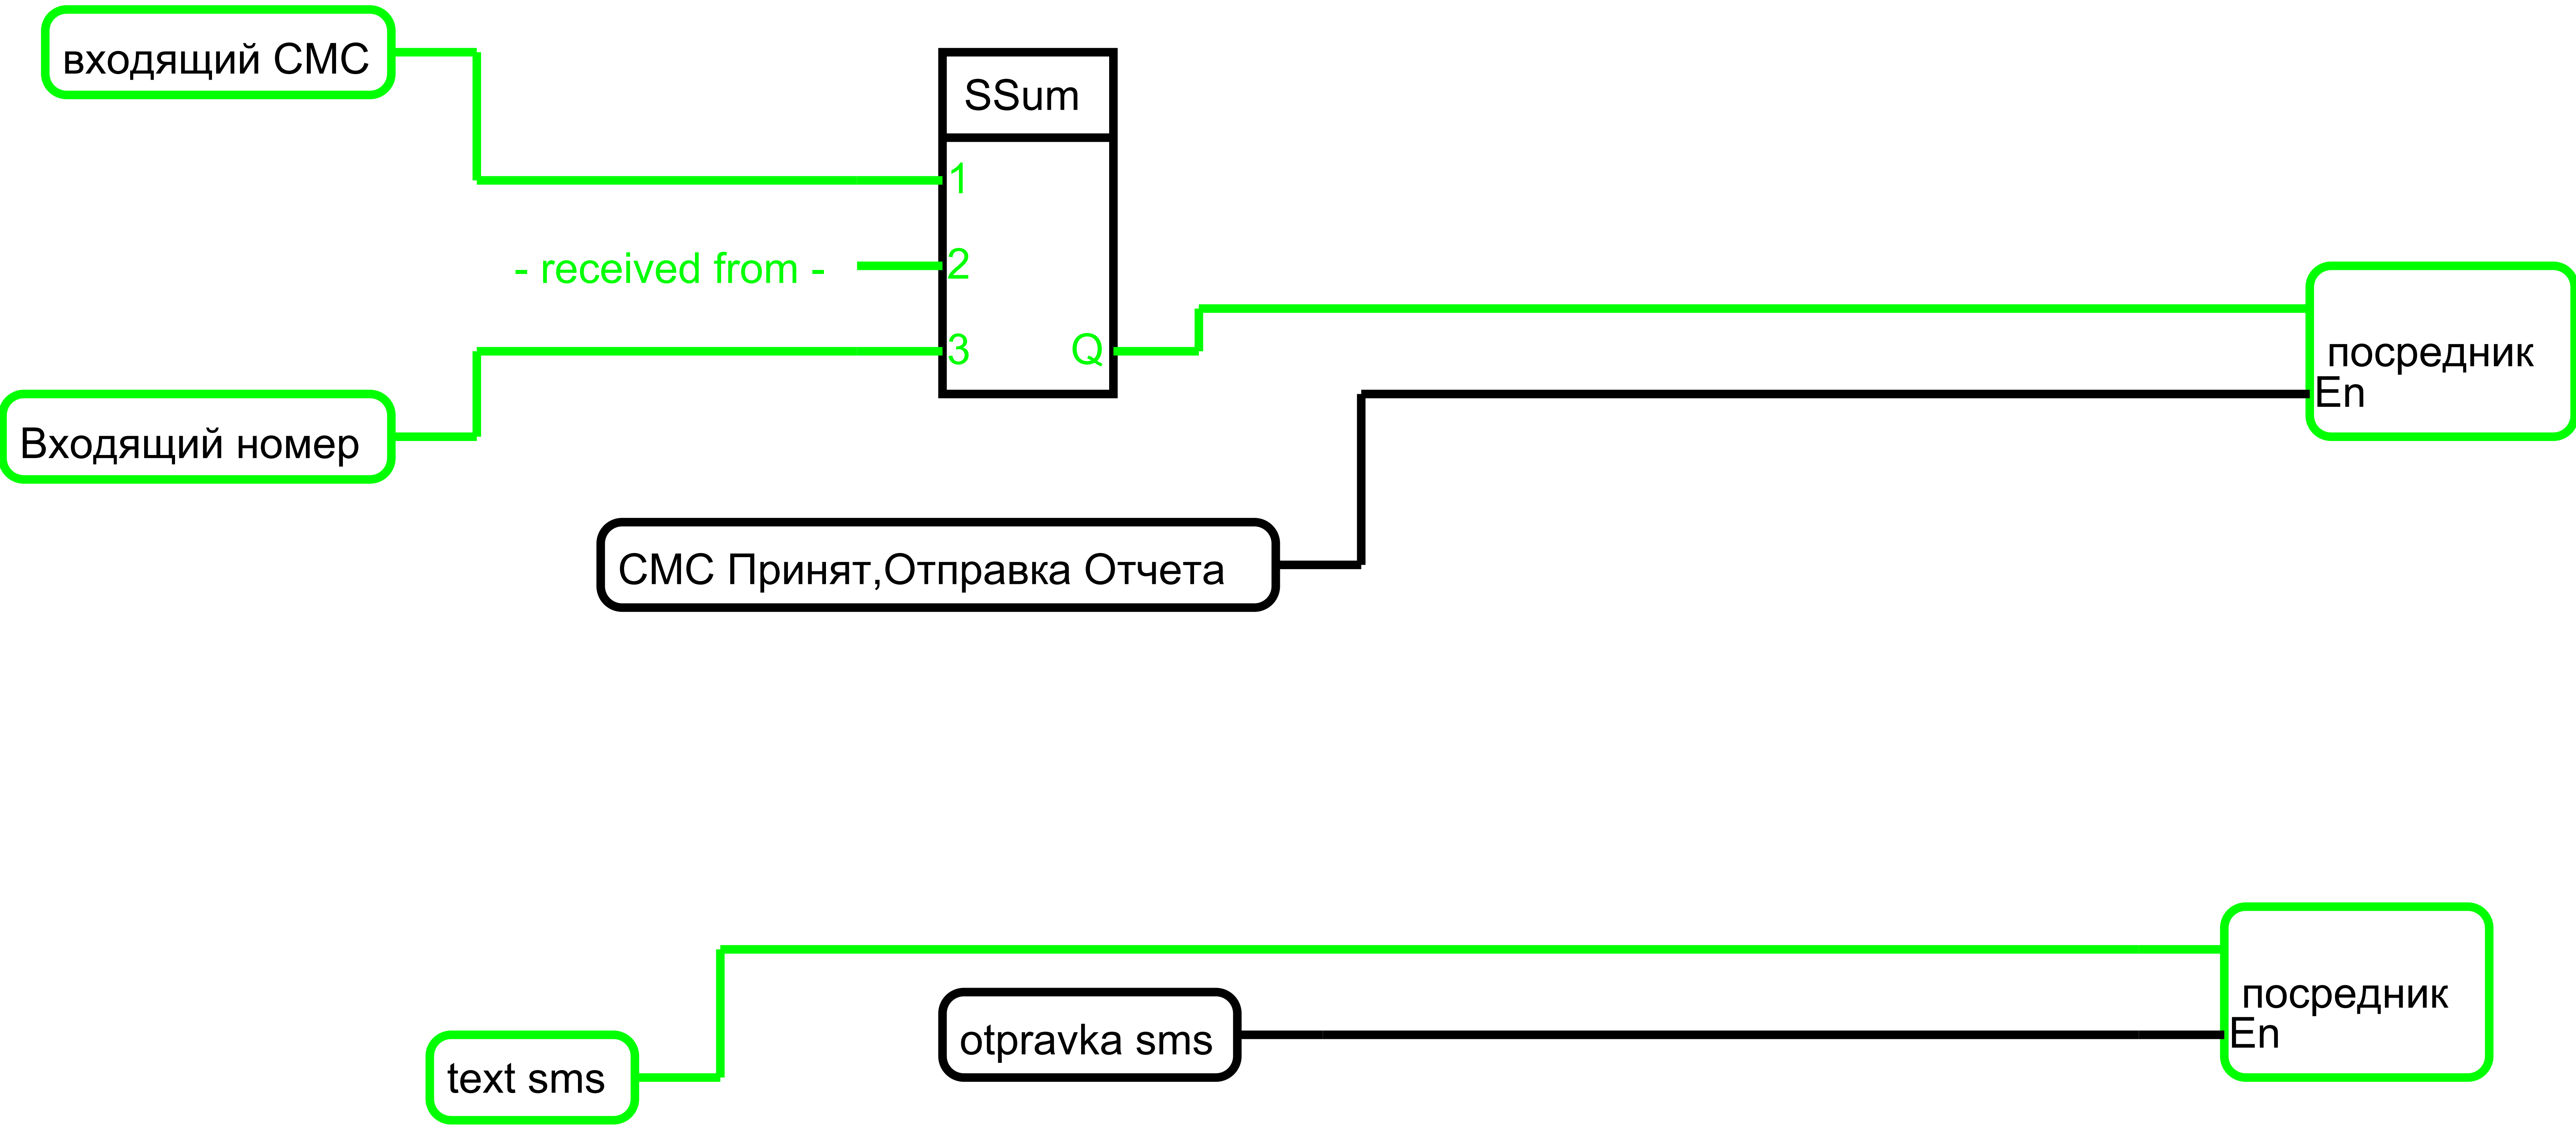 входящий СМС
SSum
1
- received from -
2
3
Q
посредник
En
Входящий номер
СМС Принят,Отправка Отчета
посредник
En
otpravka sms
text sms